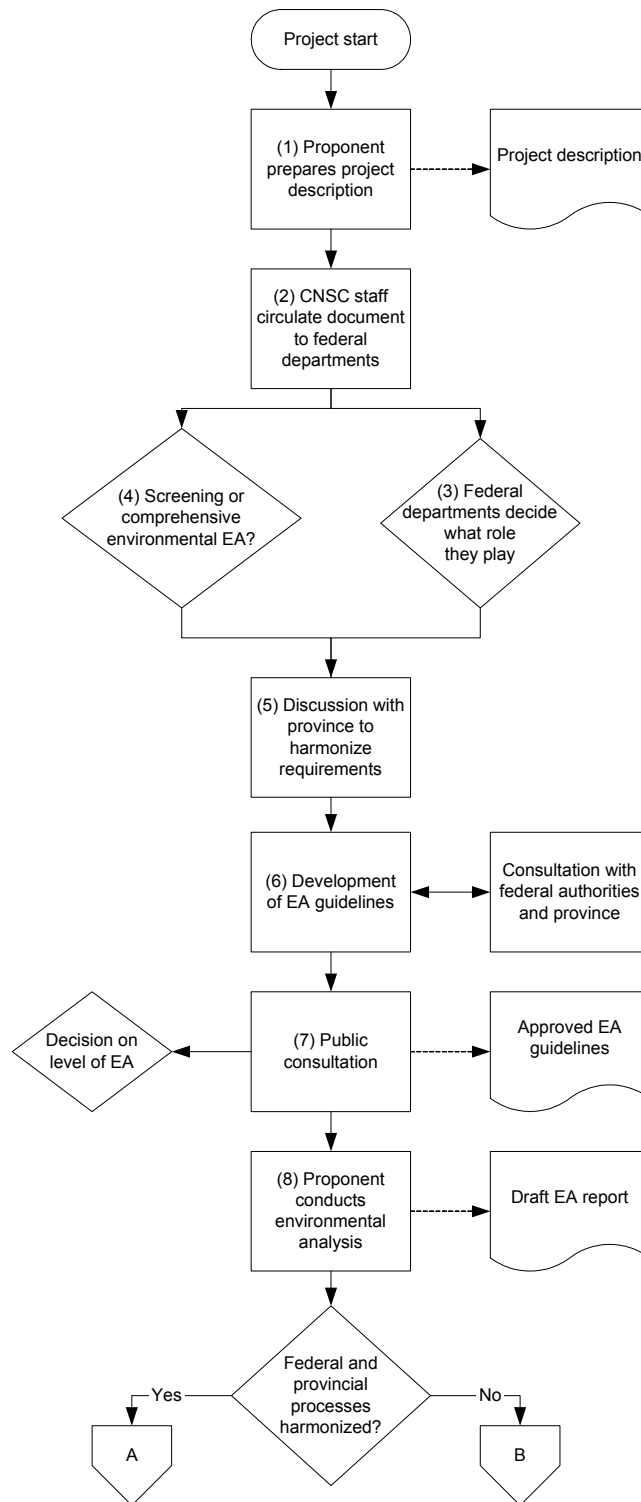 Project start
(1) Proponent
prepares project
description
Project description
(2) CNSC staff
circulate document
to federal
departments
(4) Screening or
comprehensive
environmental EA?
(3) Federal
departments decide
what role
they play
(5) Discussion with
province to
harmonize
requirements
(6) Development
of EA guidelines
Consultation with
federal authorities
and province
Decision on
level of EA
(7) Public
consultation
Approved EA
guidelines
(8) Proponent
conducts
environmental
analysis
Draft EA report
Federal and
provincial
processes
harmonized?
Yes
No
A
B